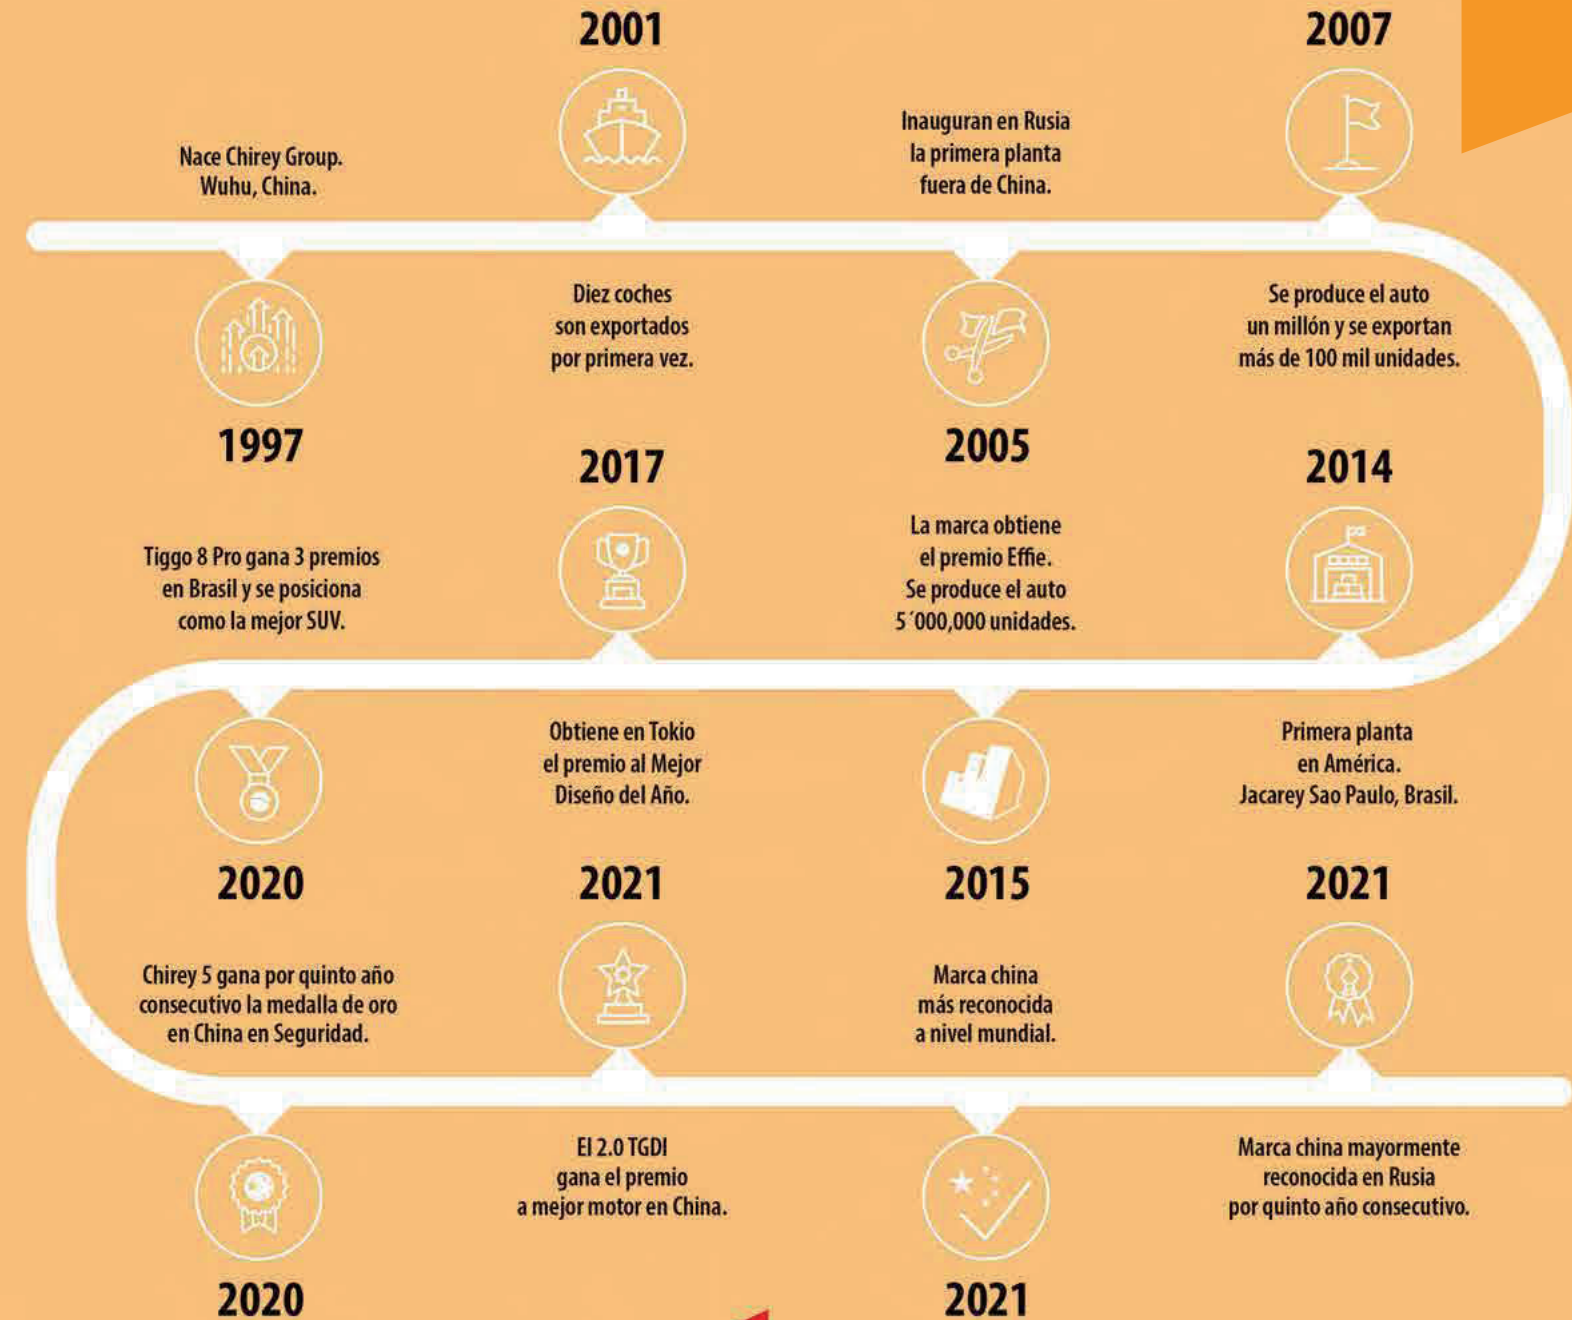 Nace Chirey Group.
Wuhu, China.
1997
2001
Diez coches
son exportados
por primera vez.
Inauguran en Rusia
la primera planta
fuera de China.
2005
2007
Se produce el auto
un millón y se exportan
más de 100 mil unidades.
2014
Primera planta
en América.
Jacarey Sao Paulo, Brasil.
La marca obtiene
el premio Effie.
Se produce el auto
5´000,000 unidades.
2015
2017
Obtiene en Tokio
el premio al Mejor
Diseño del Año.
Tiggo 8 Pro gana 3 premios
en Brasil y se posiciona
como la mejor SUV.
2020
Chirey 5 gana por quinto año
consecutivo la medalla de oro
en China en Seguridad.
2020
2021
El 2.0 TGDI
gana el premio
a mejor motor en China.
Marca china
más reconocida
a nivel mundial.
2021
2021
Marca china mayormente
reconocida en Rusia
por quinto año consecutivo.